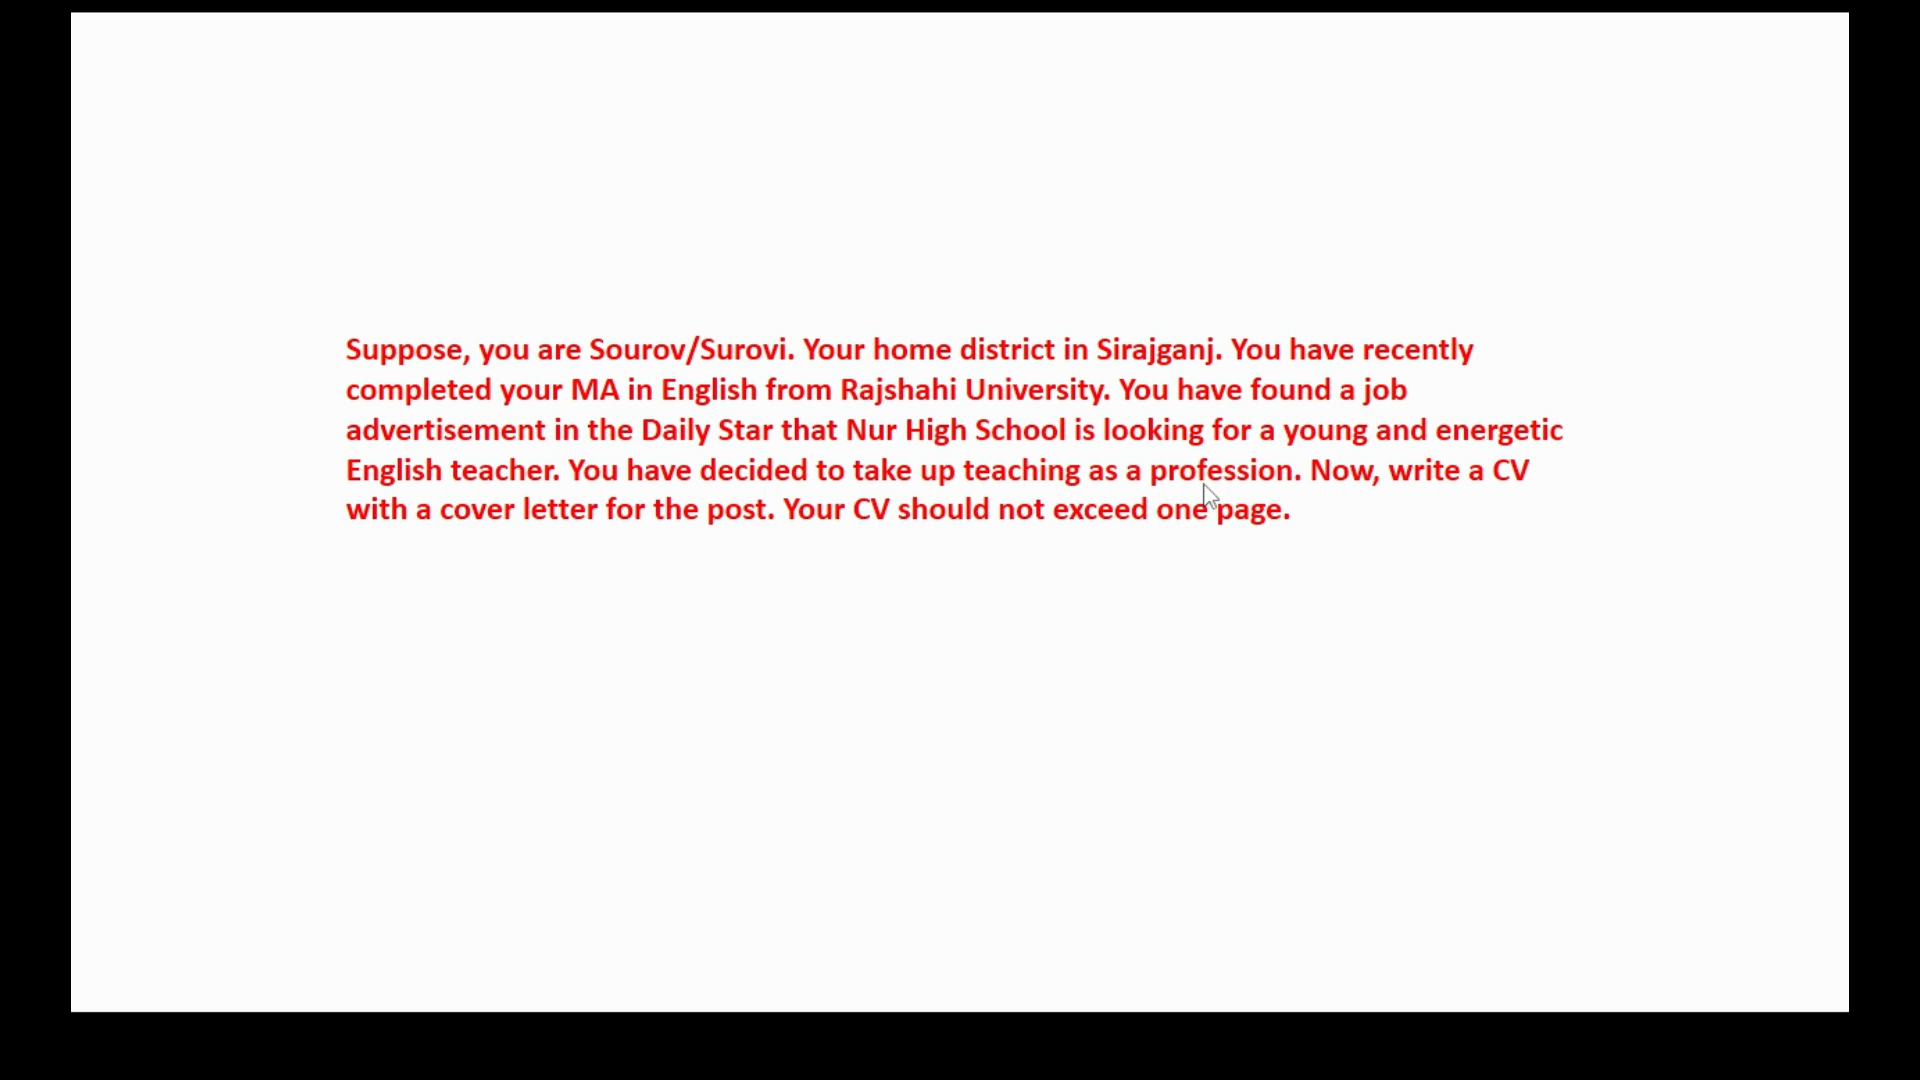 Suppose, you are Sourov/Surovi. Your home district in Sirajganj. You have recently
completed your MA in English from Rajshahi University. You have found a job
advertisement in the Daily Star that Nur High School is looking for a young and energetic
English teacher. You have decided to take up teaching as a profession. Now, write a CV
with a cover letter for the post. Your CV should not exceed one page.